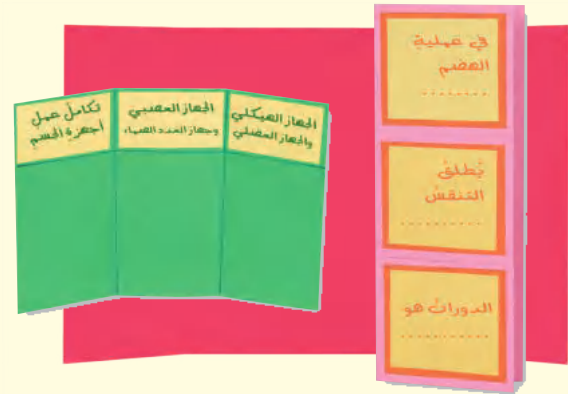 الجهاز الهيكلي
والجهاز العضلي
الجهاز العصبي
وجهاز الغدد الصماء
تكامل عمل
أجهزة الجسم
في عملية
الهضم
.........
يُطلقُ
التنفسُ
.........
الدورانُ هو
.........